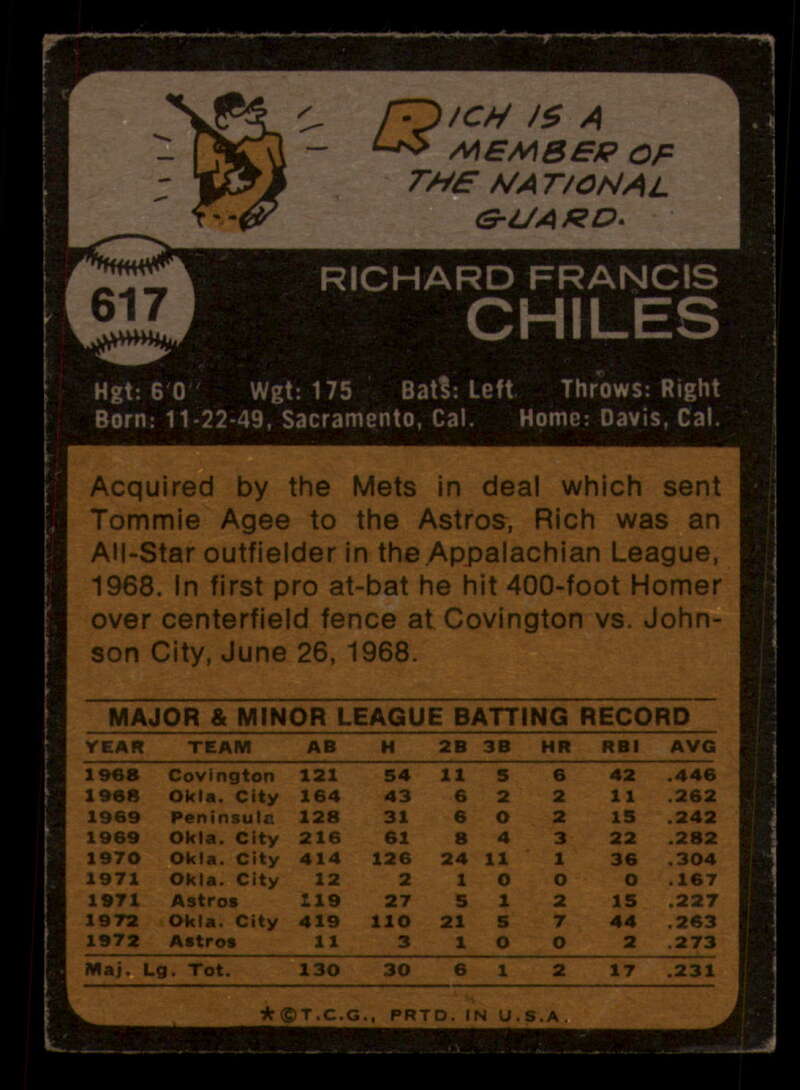 RICH IS A
MEMBER OF
THE NATIONAL
GUARD.
617
RICHARD FRANCIS
CHILES
Hgt: 6'0" Wgt: 175 Bats: Left Throws: Right
Born: 11-22-49, Sacramento, Cal. Home: Davis, Cal.
Acquired by the Mets in deal which sent
Tommie Agee to the Astros, Rich was an
All-Star outfielder in the Appalachian League,
1968. In first pro at-bat he hit 400-foot Homer
over centerfield fence at Covington vs. John-
son City, June 26, 1968.
MAJOR & MINOR LEAGUE BATTING RECORD
YEAR TEAM AB H 2B 3B HR RBI AVG
1968 Covington 121 54 11 5 6 42 .446
1968 Okla. City 164 43 6 2 2 11 .262
1969 Peninsula 128 31 6 0 2 15 .242
1969 Okla. City 216 61 8 4 3 22 .282
1970 Okla. City 414 126 24 11 1 36 .304
1971 Okla. City 12 2 1 0 0 0 .167
1971 Astros 119 27 5 1 2 15 .227
1972 Okla. City 419 110 21 5 7 44 .263
1972 Astros 11 3 1 0 0 2 .273
Maj. Lg. Tot. 130 30 6 1 2 17 .231
★©T.C.G., PRTD. IN U.S.A.